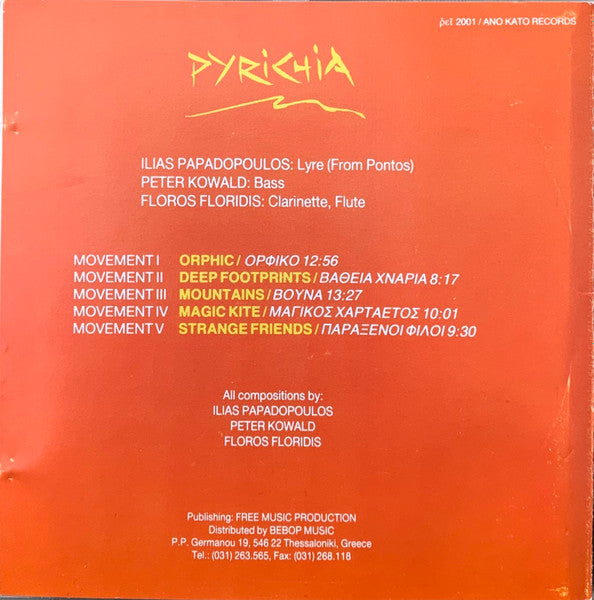 ρεῖ 2001 / ANO KATO RECORDS
PYRICHIA
ILIAS PAPADOPOULOS: Lyre (From Pontos)
PETER KOWALD: Bass
FLOROS FLORIDIS: Clarinette, Flute
MOVEMENT I ORPHIC / ΟΡΦΙΚΟ 12:56
MOVEMENT II DEEP FOOTPRINTS / ΒΑΘΕΙΑ ΧΝΑΡΙΑ 8:17
MOVEMENT III MOUNTAINS / ΒΟΥΝΑ 13:27
MOVEMENT IV MAGIC KITE / ΜΑΓΙΚΟΣ ΧΑΡΤΑΕΤΟΣ 10:01
MOVEMENT V STRANGE FRIENDS / ΠΑΡΑΞΕΝΟΙ ΦΙΛΟΙ 9:30
All compositions by:
ILIAS PAPADOPOULOS
PETER KOWALD
FLOROS FLORIDIS
Publishing: FREE MUSIC PRODUCTION
Distributed by BEBOP MUSIC
P.P. Germanou 19, 546 22 Thessaloniki, Greece
Tel.: (031) 263.565, Fax: (031) 268.118